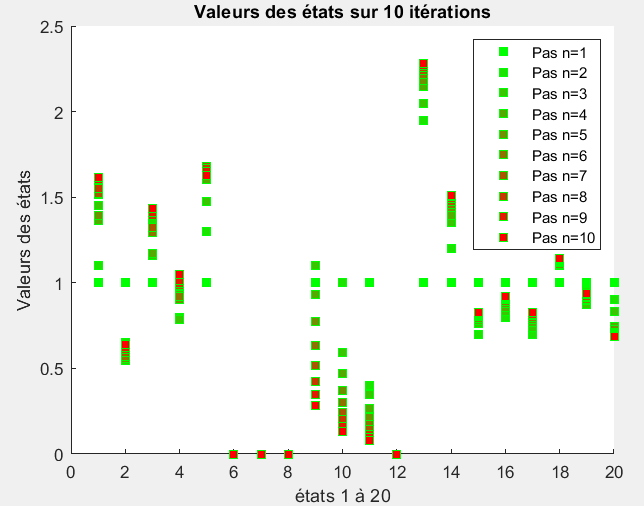 Valeurs des états sur 10 itérations
2.5
2
1.5
1
0.5
0
Valeurs des états
Pas n=1
Pas n=2
Pas n=3
Pas n=4
Pas n=5
Pas n=6
Pas n=7
Pas n=8
Pas n=9
Pas n=10
0 2 4 6 8 10 12 14 16 18 20
états 1 à 20